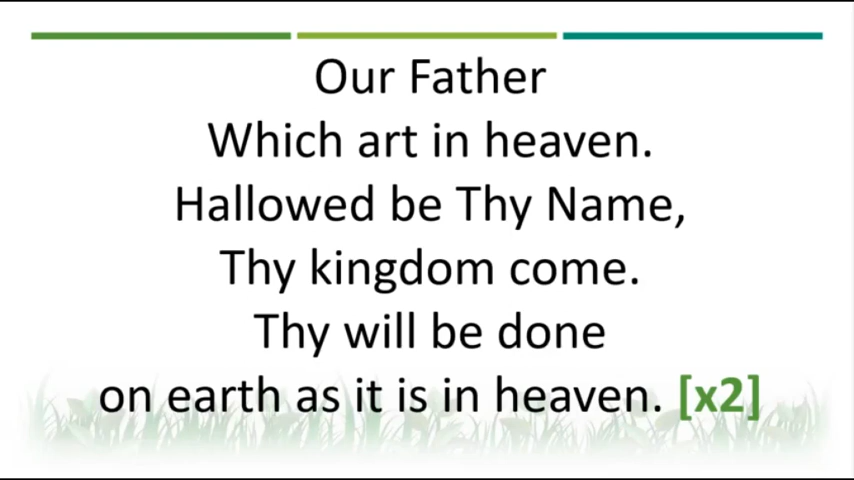 Our Father
Which art in heaven.
Hallowed be Thy Name,
Thy kingdom come.
Thy will be done
on earth as it is in heaven. [x2]